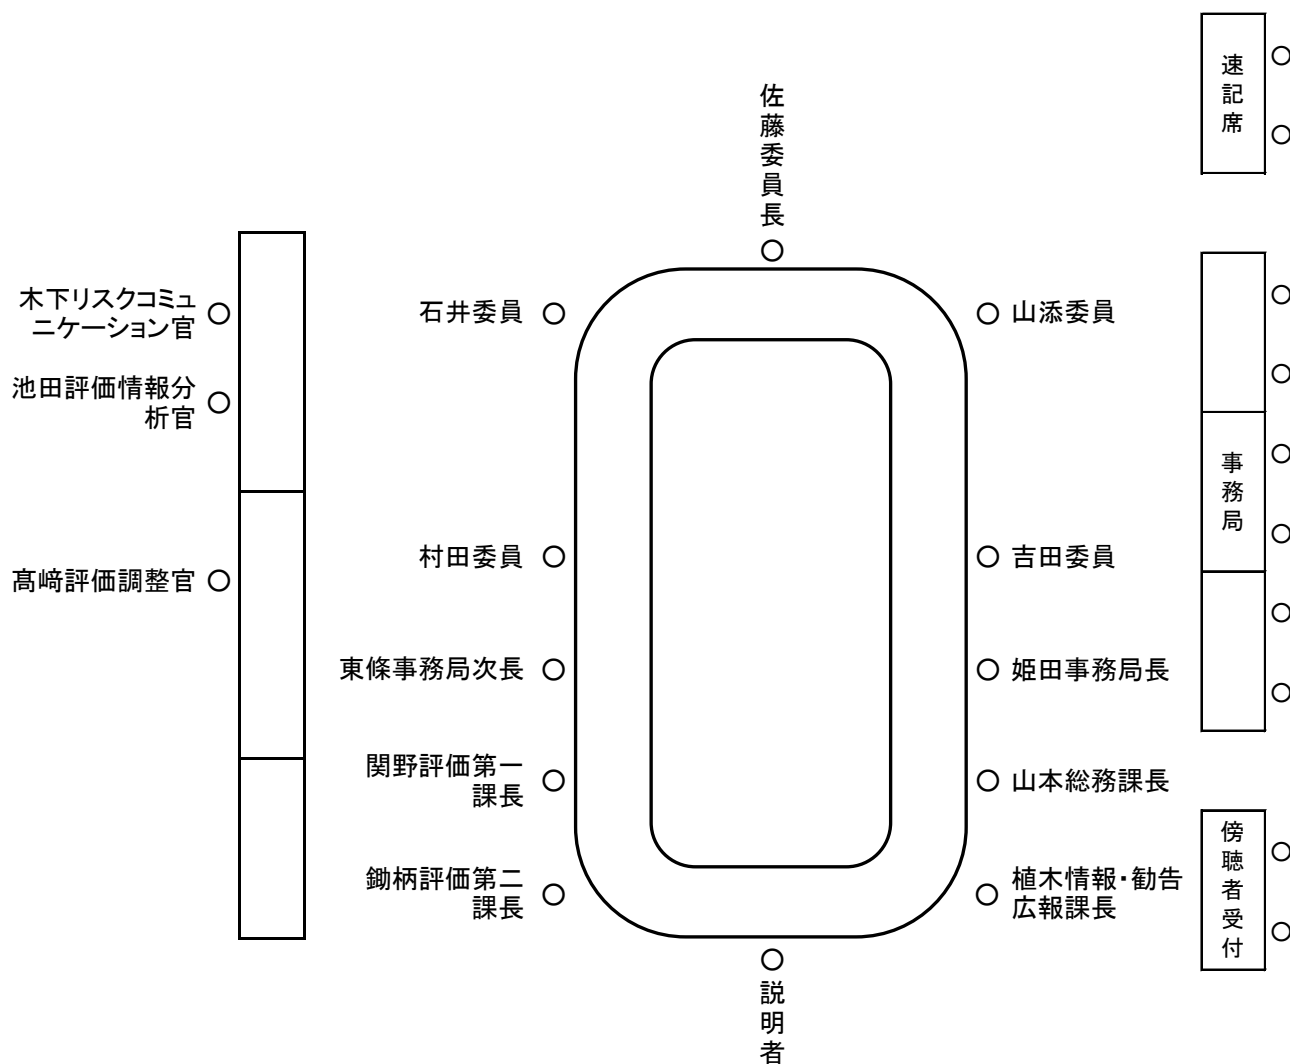 速記席
佐藤委員長
木下リスクコミュ
ニケーション官
石井委員
山添委員
池田評価情報分
析官
事務局
村田委員
吉田委員
髙﨑評価調整官
東條事務局次長
姫田事務局長
関野評価第一
課長
山本総務課長
傍聴者受付
鋤柄評価第二
課長
植木情報・勧告
広報課長
説明者